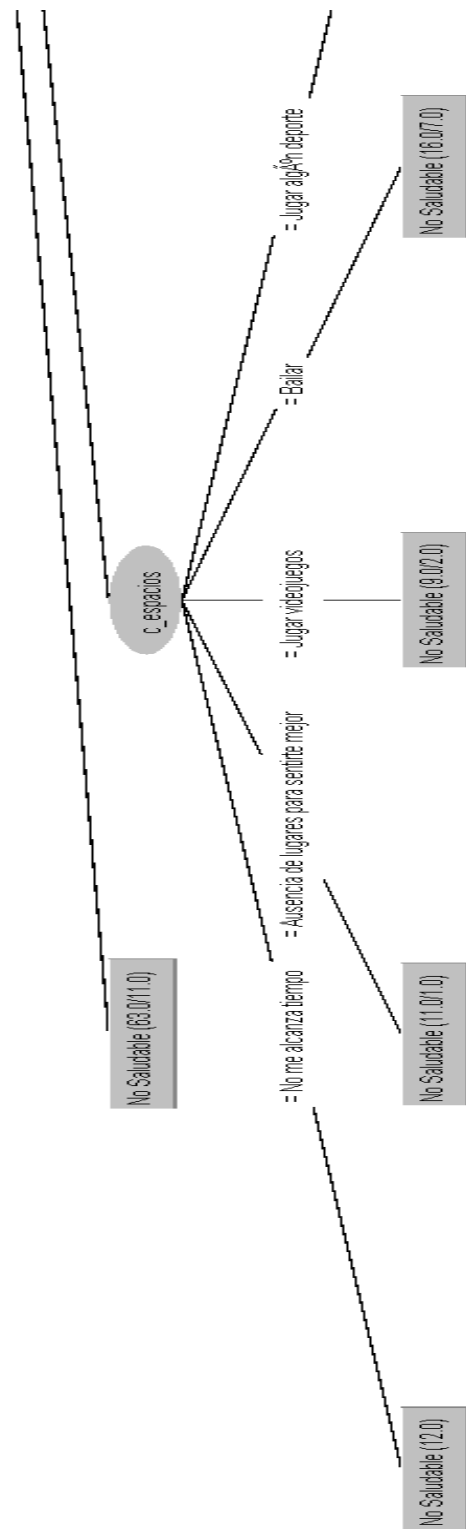 No Saludable (63.0/11.0)
c_espacios
= No me alcanza tiempo
= Ausencia de lugares para sentirte mejor
= Jugar videojuegos
= Bailar
= Jugar algÃºn deporte
No Saludable (12.0)
No Saludable (11.0/1.0)
No Saludable (9.0/2.0)
No Saludable (16.0/7.0)